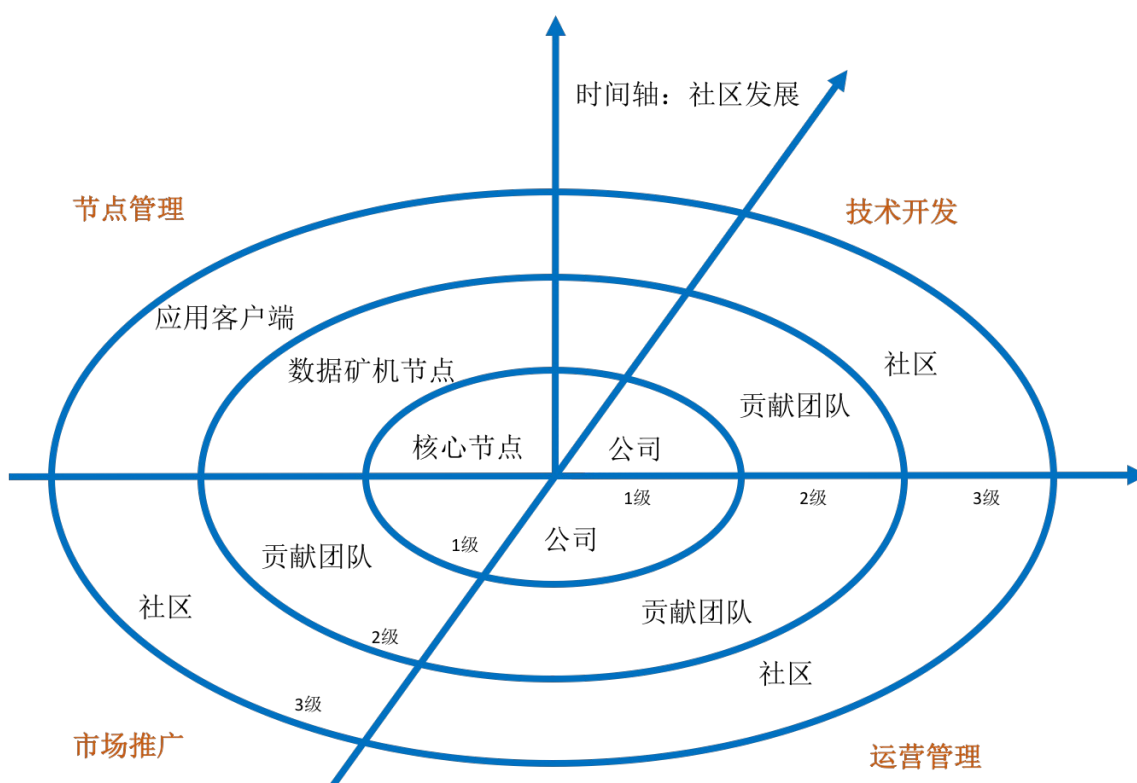 时间轴：社区发展
节点管理
技术开发
应用客户端
数据矿机节点
社区
贡献团队
核心节点
公司
1级
2级
3级
公司
1级
贡献团队
社区
贡献团队
2级
社区
3级
市场推广
运营管理